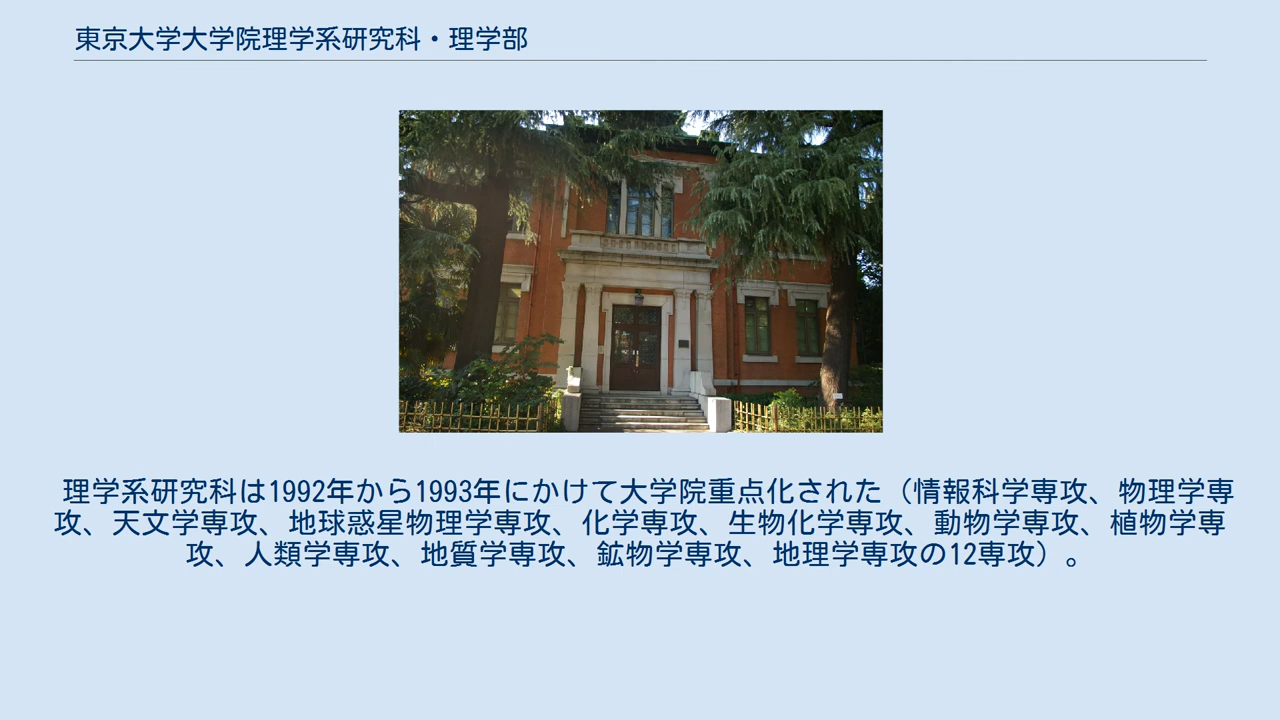 東京大学大学院理学系研究科・理学部
理学系研究科は1992年から1993年にかけて大学院重点化された（情報科学専攻、物理学専
攻、天文学専攻、地球惑星物理学専攻、化学専攻、生物化学専攻、動物学専攻、植物学専
攻、人類学専攻、地質学専攻、鉱物学専攻、地理学専攻の12専攻）。